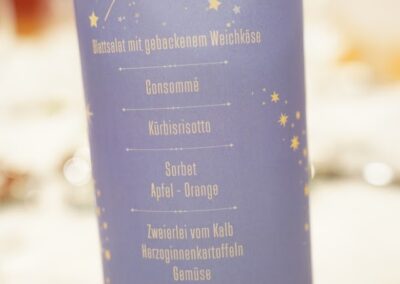 Blattsalat mit gebackenem Weichkäse
Consommé
Kürbisrisotto
Sorbet
Apfel - Orange
Zweierlei vom Kalb
Herzoginnenkartoffeln
Gemüse